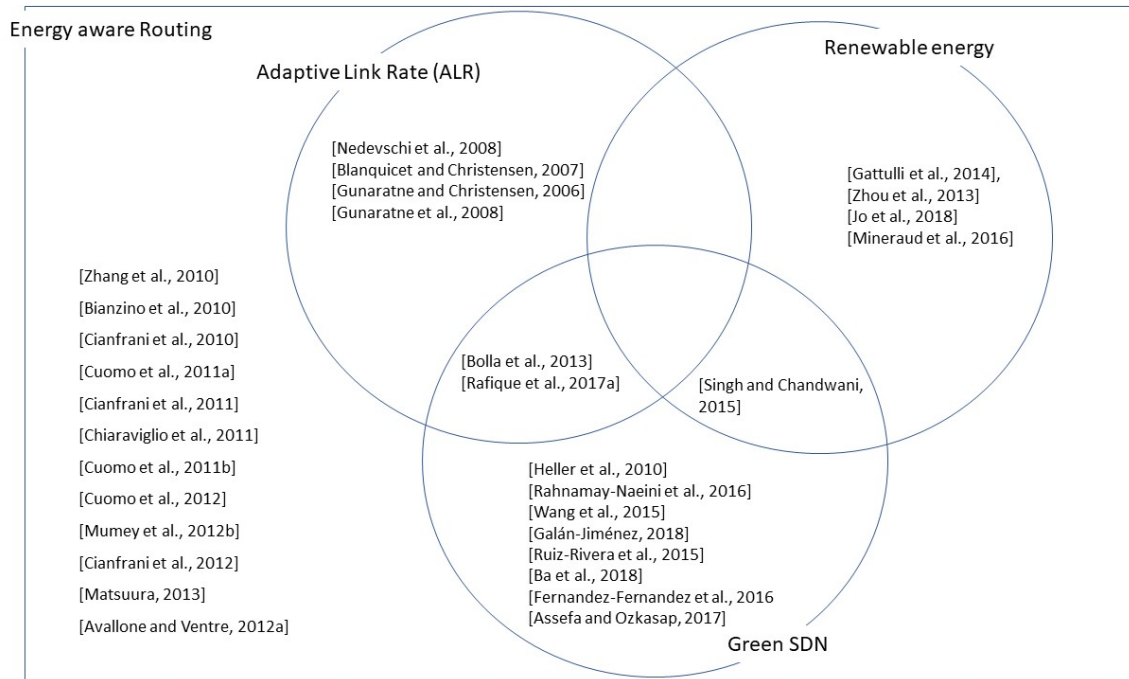 Energy aware Routing
Adaptive Link Rate (ALR)
Renewable energy
[Nedevschi et al., 2008]
[Blanquicet and Christensen, 2007]
[Gunaratne and Christensen, 2006]
[Gunaratne et al., 2008]
[Gattulli et al., 2014],
[Zhou et al., 2013]
[Jo et al., 2018]
[Mineraud et al., 2016]
[Zhang et al., 2010]
[Bianzino et al., 2010]
[Cianfrani et al., 2010]
[Cuomo et al., 2011a]
[Cianfrani et al., 2011]
[Chiaraviglio et al., 2011]
[Cuomo et al., 2011b]
[Cuomo et al., 2012]
[Mumey et al., 2012b]
[Cianfrani et al., 2012]
[Matsuura, 2013]
[Avallone and Ventre, 2012a]
[Bolla et al., 2013]
[Rafique et al., 2017a]
[Singh and Chandwani,
2015]
[Heller et al., 2010]
[Rahnamay-Naeini et al., 2016]
[Wang et al., 2015]
[Galán-Jiménez, 2018]
[Ruiz-Rivera et al., 2015]
[Ba et al., 2018]
[Fernandez-Fernandez et al., 2016
[Assefa and Ozkasap, 2017]
Green SDN